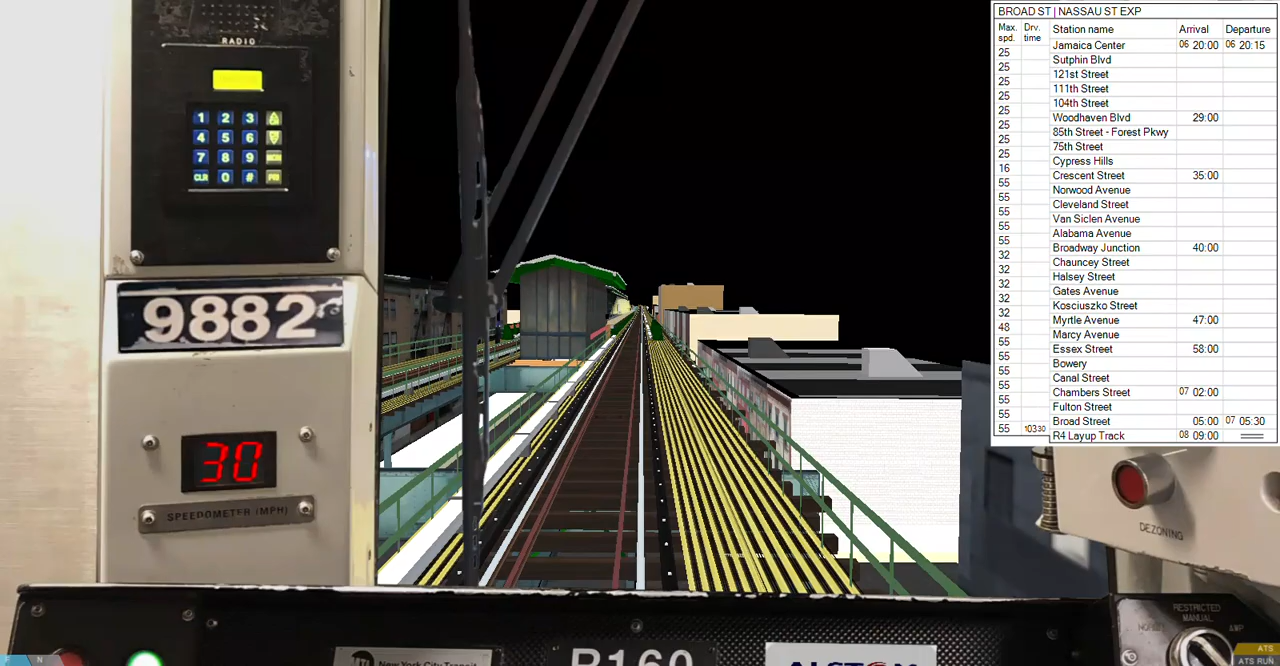 RADIO
1 2 3
4 5 6
7 8 9
CLR 0 # PRI
9882
30
SPEEDOMETER (MPH)
N
New York City Transit
R160
ALSTOM
DEZONING
RESTRICTED
MANUAL
ATS
ATS RUN
BROAD ST | NASSAU ST EXP
Max. spd. Drv. time Station name Arrival Departure
Jamaica Center 06 20:00 06 20:15
25
Sutphin Blvd
25
121st Street
25
111th Street
25
104th Street
25
Woodhaven Blvd 29:00
25
85th Street - Forest Pkwy
25
75th Street
25
Cypress Hills
16
Crescent Street 35:00
55
Norwood Avenue
55
Cleveland Street
55
Van Siclen Avenue
55
Alabama Avenue
55
Broadway Junction 40:00
32
Chauncey Street
32
Halsey Street
32
Gates Avenue
32
Kosciuszko Street
32
Myrtle Avenue 47:00
48
Marcy Avenue
55
Essex Street 58:00
55
Bowery
55
Canal Street
55
Chambers Street 07 02:00
55
Fulton Street
55
Broad Street 05:00 07 05:30
55 10330
R4 Layup Track 08 09:00